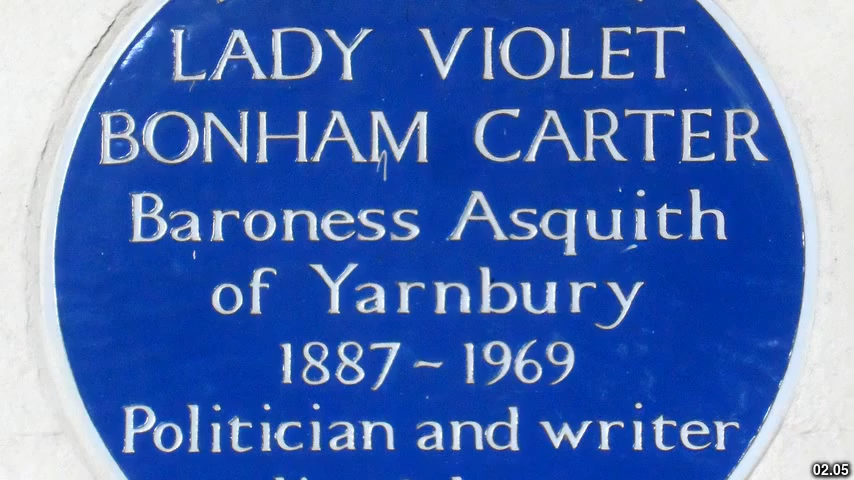 LADY VIOLET
BONHAM CARTER
Baroness Asquith
of Yarnbury
1887 ~ 1969
Politician and writer
02.05